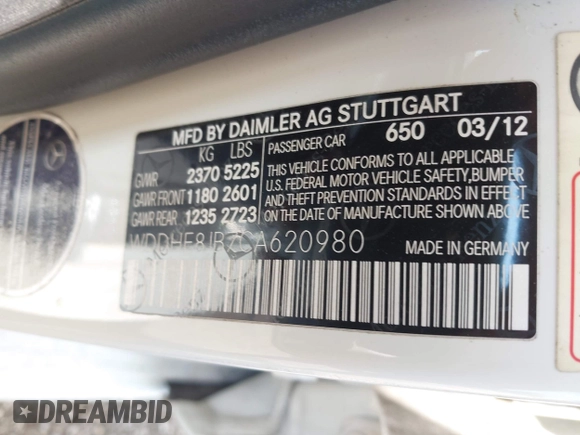 MFD BY DAIMLER AG STUTTGART
KG LBS
GVWR 2370 5225
GAWR FRONT 1180 2601
GAWR REAR 1235 2723
PASSENGER CAR 650 03/12
THIS VEHICLE CONFORMS TO ALL APPLICABLE
U.S. FEDERAL MOTOR VEHICLE SAFETY,BUMPER
AND THEFT PREVENTION STANDARDS IN EFFECT
ON THE DATE OF MANUFACTURE SHOWN ABOVE
MADE IN GERMANY
DREAMBID